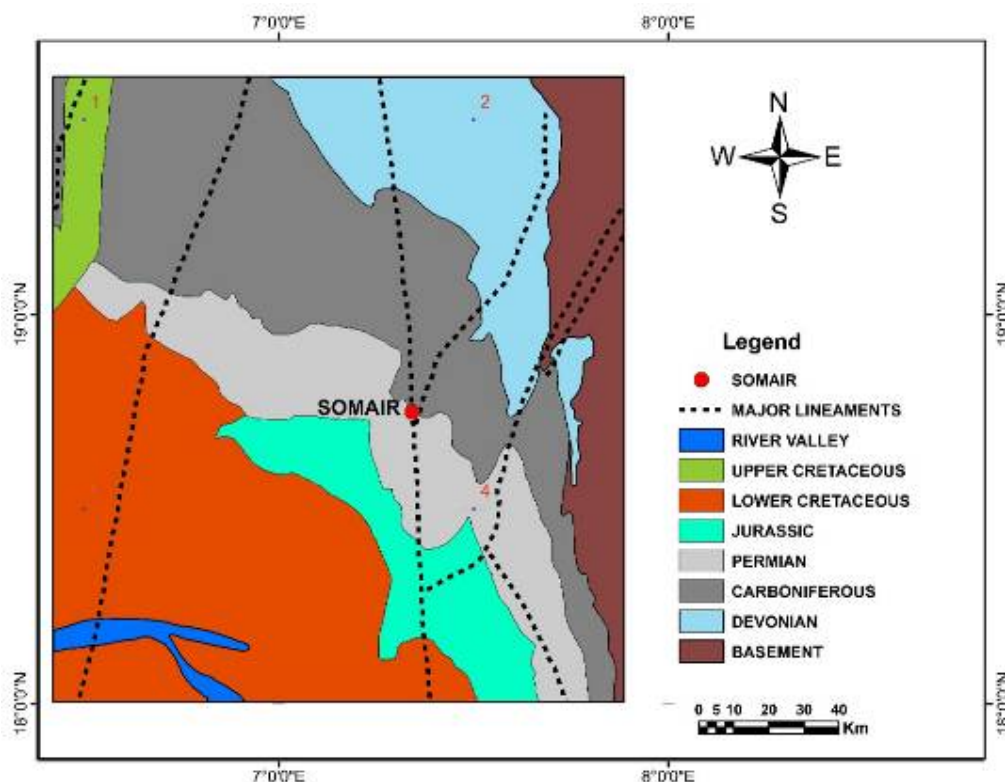 7°0'0"E
8°0'0"E
1
2
N
W
E
S
19°0'0"N
19°0'0"N
Legend
SOMAIR
SOMAIR
MAJOR LINEAMENTS
RIVER VALLEY
UPPER CRETACEOUS
4
LOWER CRETACEOUS
JURASSIC
PERMIAN
CARBONIFEROUS
DEVONIAN
BASEMENT
0 5 10 20 30 40
Km
18°0'0"N
18°0'0"N
7°0'0"E
8°0'0"E